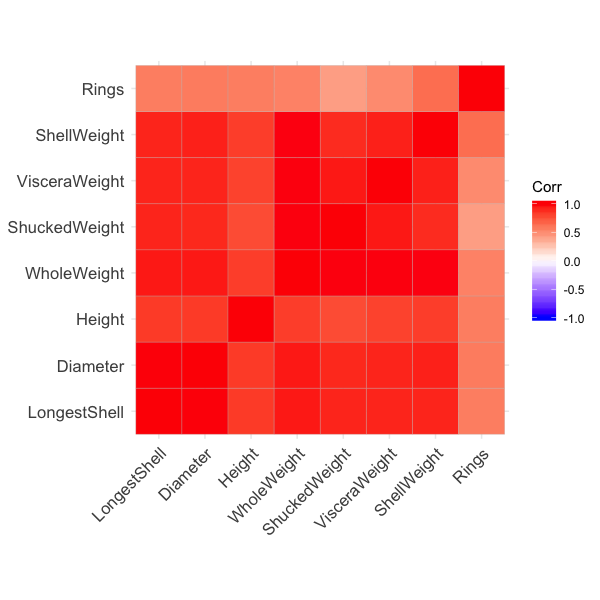 Rings
ShellWeight
VisceraWeight
ShuckedWeight
WholeWeight
Height
Diameter
LongestShell
LongestShell
Diameter
Height
WholeWeight
ShuckedWeight
VisceraWeight
ShellWeight
Rings
Corr
1.0
0.5
0.0
-0.5
-1.0